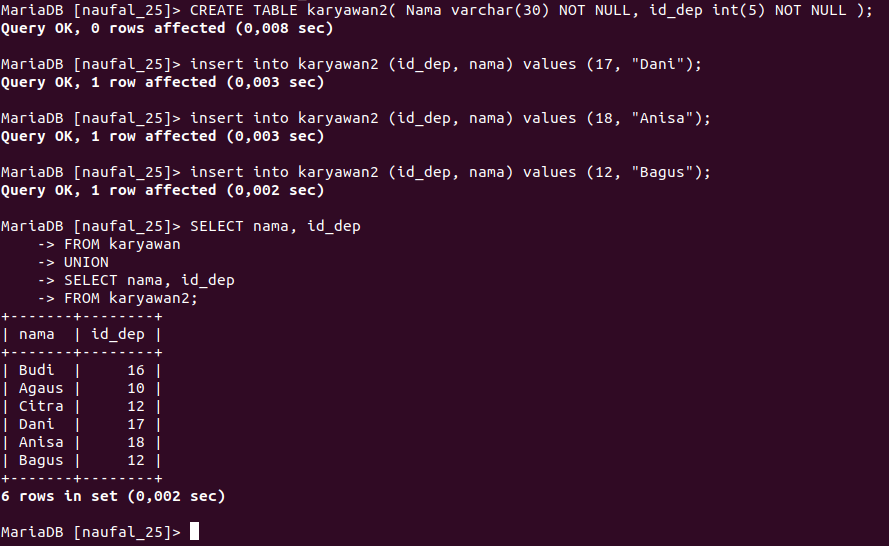 MariaDB [naufal_25]> CREATE TABLE karyawan2( Nama varchar(30) NOT NULL, id_dep int(5) NOT NULL );
Query OK, 0 rows affected (0,008 sec)

MariaDB [naufal_25]> insert into karyawan2 (id_dep, nama) values (17, "Dani");
Query OK, 1 row affected (0,003 sec)

MariaDB [naufal_25]> insert into karyawan2 (id_dep, nama) values (18, "Anisa");
Query OK, 1 row affected (0,003 sec)

MariaDB [naufal_25]> insert into karyawan2 (id_dep, nama) values (12, "Bagus");
Query OK, 1 row affected (0,002 sec)

MariaDB [naufal_25]> SELECT nama, id_dep
    -> FROM karyawan
    -> UNION
    -> SELECT nama, id_dep
    -> FROM karyawan2;
+-------+--------+
| nama  | id_dep |
+-------+--------+
| Budi  |     16 |
| Agaus |     10 |
| Citra |     12 |
| Dani  |     17 |
| Anisa |     18 |
| Bagus |     12 |
+-------+--------+
6 rows in set (0,002 sec)

MariaDB [naufal_25]>